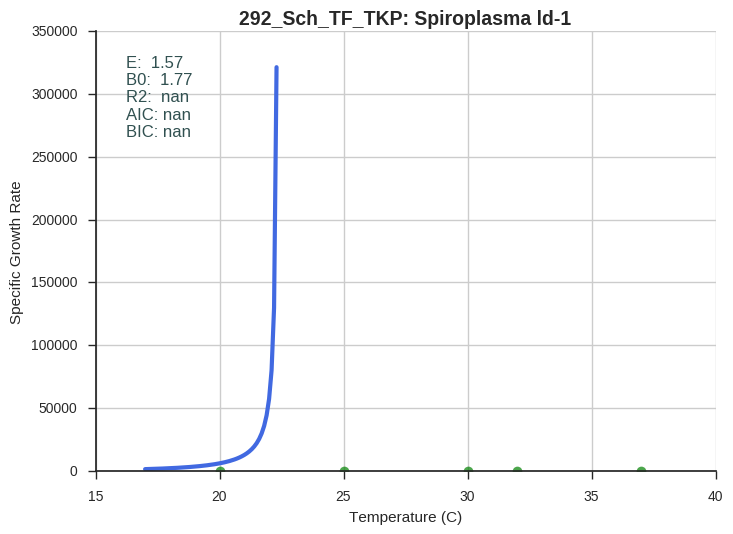 292_Sch_TF_TKP: Spiroplasma ld-1
350000
300000
250000
200000
150000
100000
50000
0
E:  1.57
B0:  1.77
R2:  nan
AIC: nan
BIC: nan
Specific Growth Rate
15 20 25 30 35 40
Temperature (C)